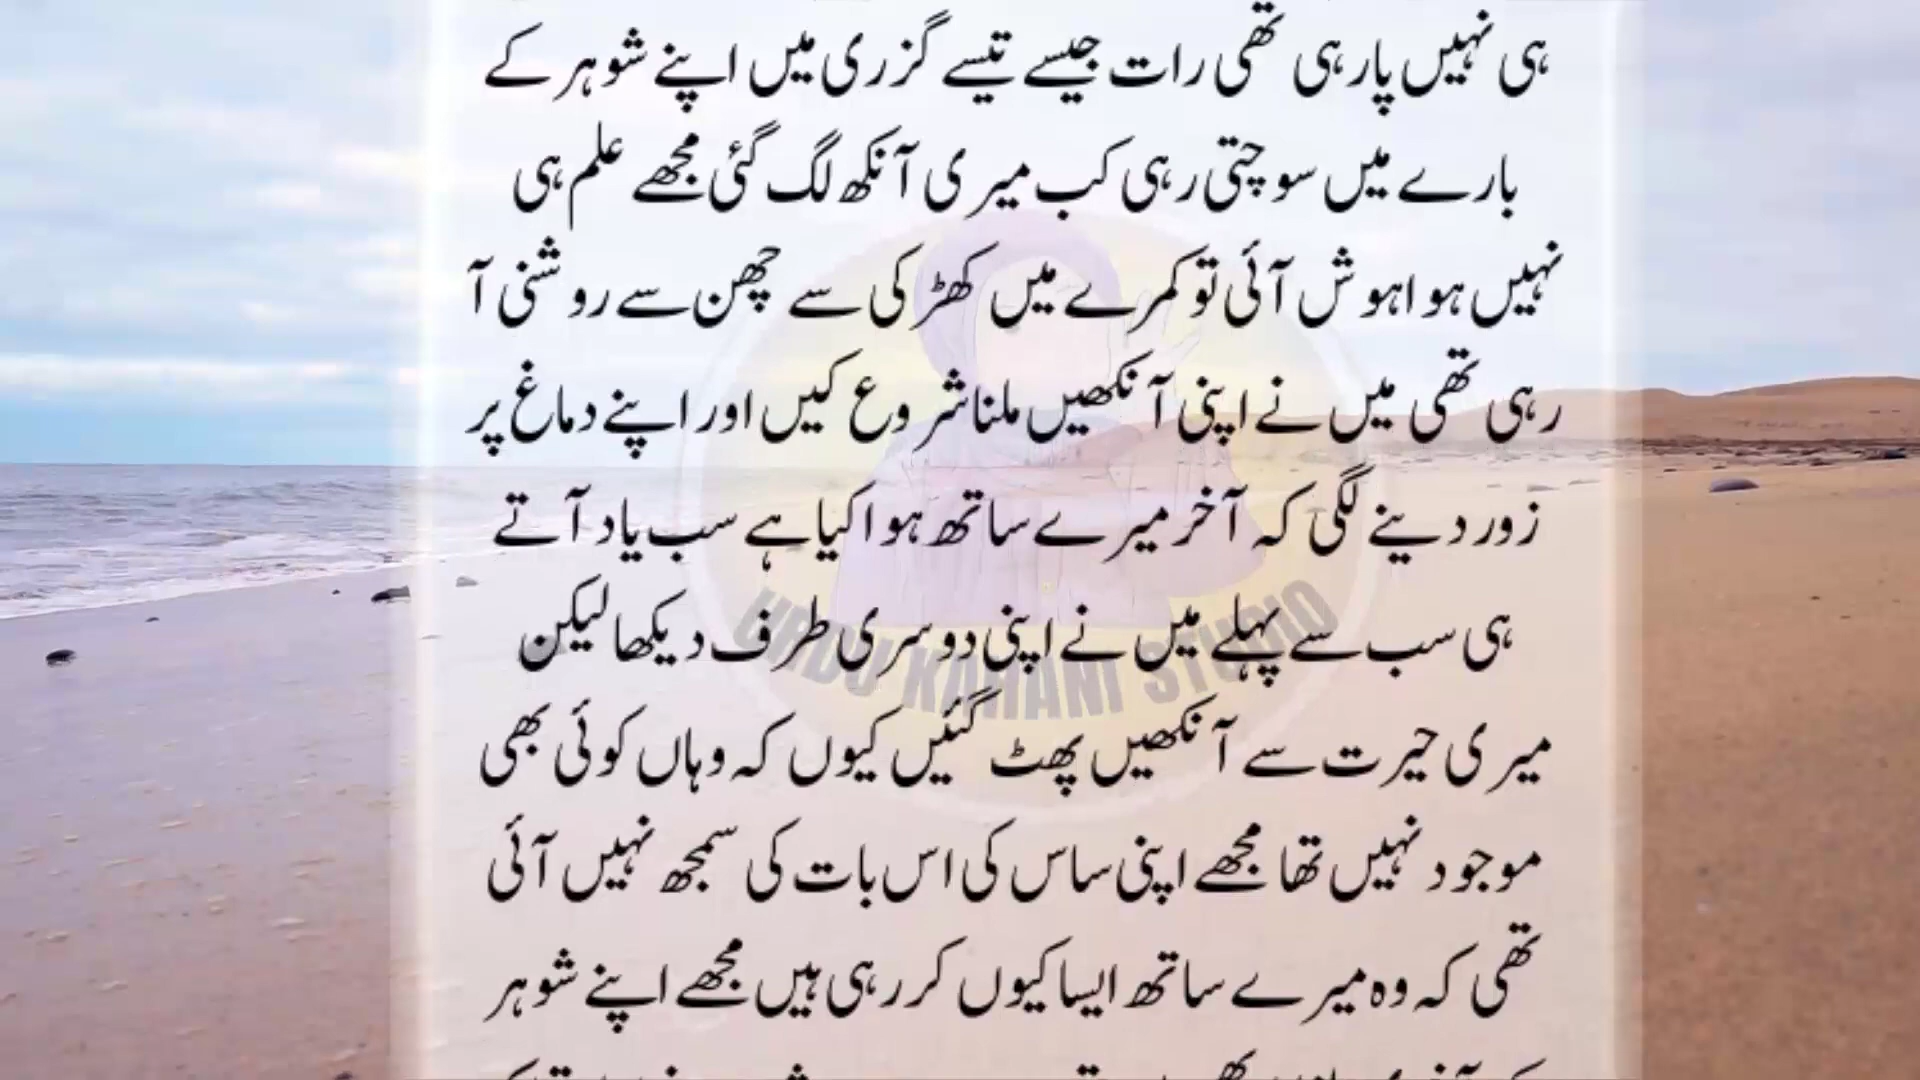 ہی نہیں پارہی تھی رات جیسے تیسے گزری میں اپنے شوہر کے
بارے میں سوچتی رہی کب میری آنکھ لگ گئی مجھے علم ہی
نہیں ہوا ہوش آئی تو کمرے میں کھڑکی سے چھن سے روشنی آ
رہی تھی میں نے اپنی آنکھیں ملنا شروع کیں اور اپنے دماغ پر
زور دینے لگی کہ آخر میرے ساتھ ہوا کیا ہے سب یاد آتے
ہی سب سے پہلے میں نے اپنی دوسری طرف دیکھا لیکن
میری حیرت سے آنکھیں پھٹ گئیں کیوں کہ وہاں کوئی بھی
موجود نہیں تھا مجھے اپنی ساس کی اس بات کی سمجھ نہیں آئی
تھی کہ وہ میرے ساتھ ایسا کیوں کر رہی ہیں مجھے اپنے شوہر
URDU KAHANI STUDIO